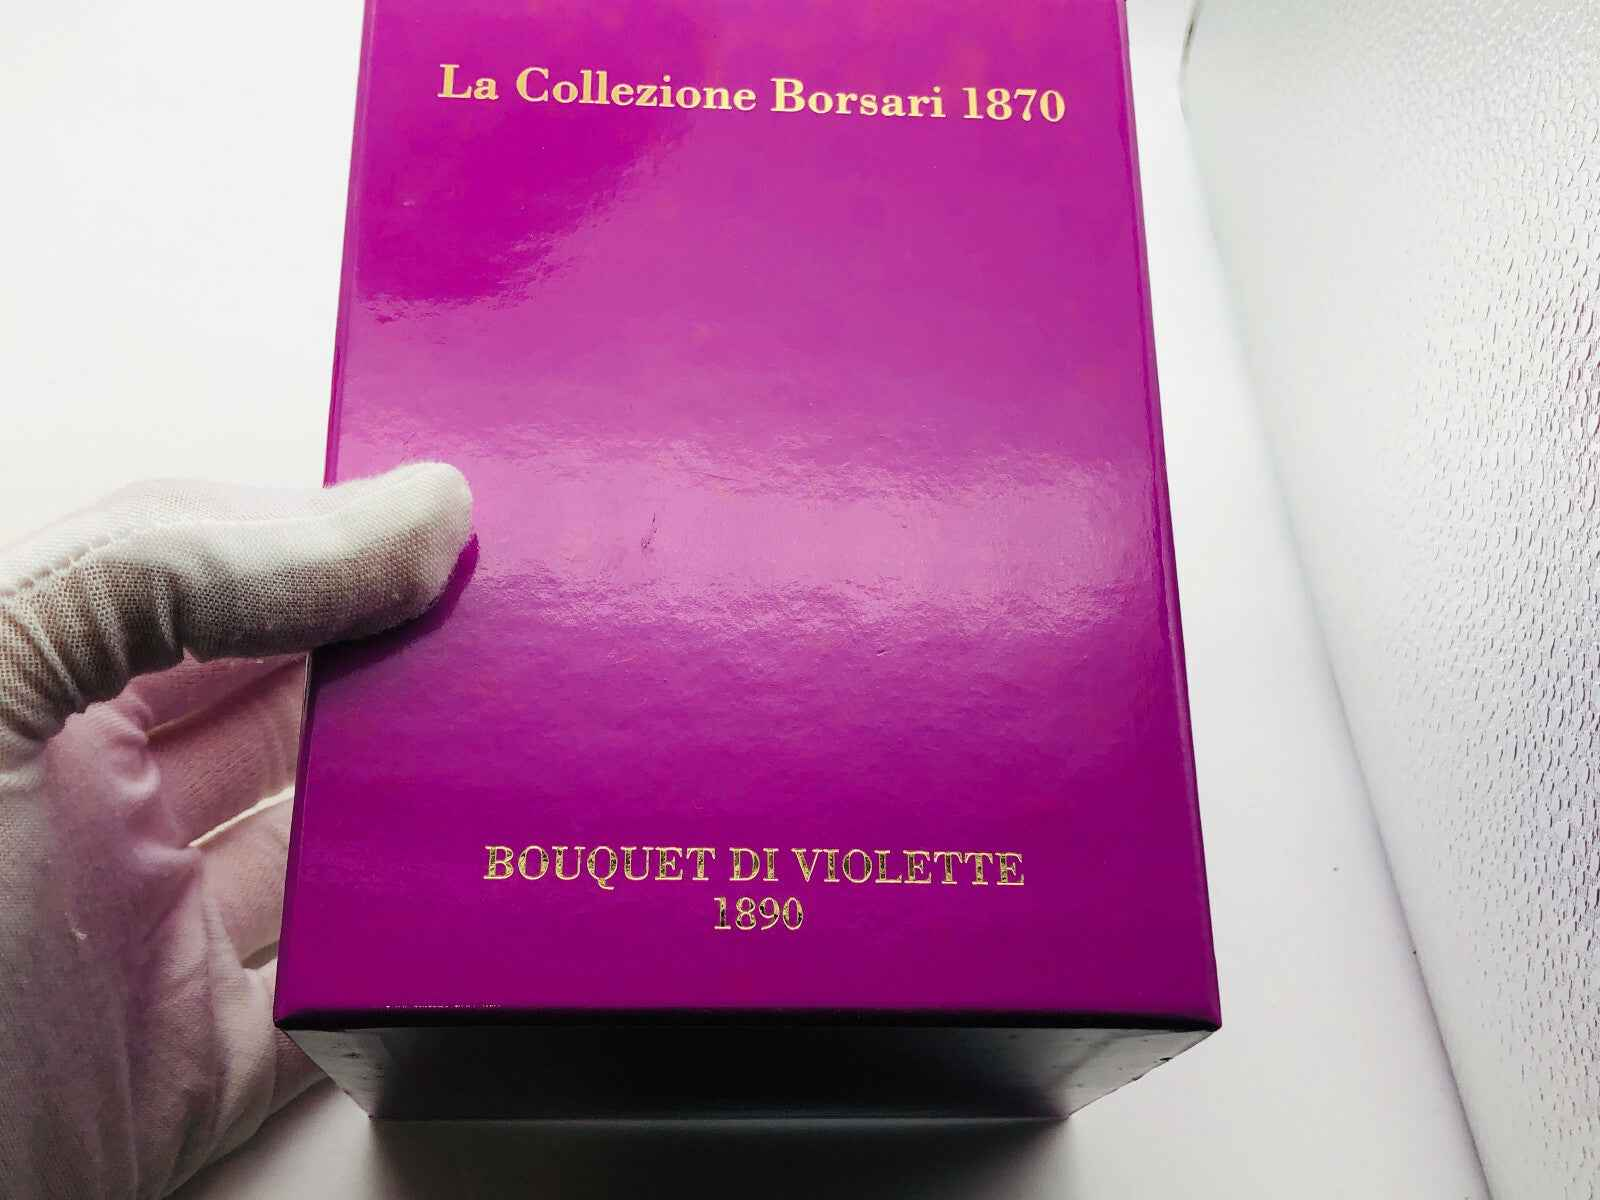 La Collezione Borsari 1870
BOUQUET DI VIOLETTE
1890